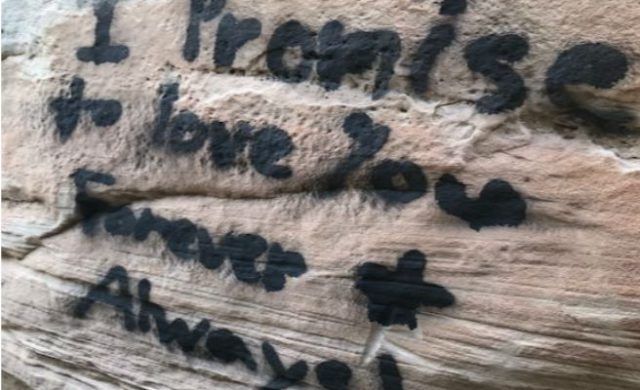 I Promise
to love You
Forever +
Always!